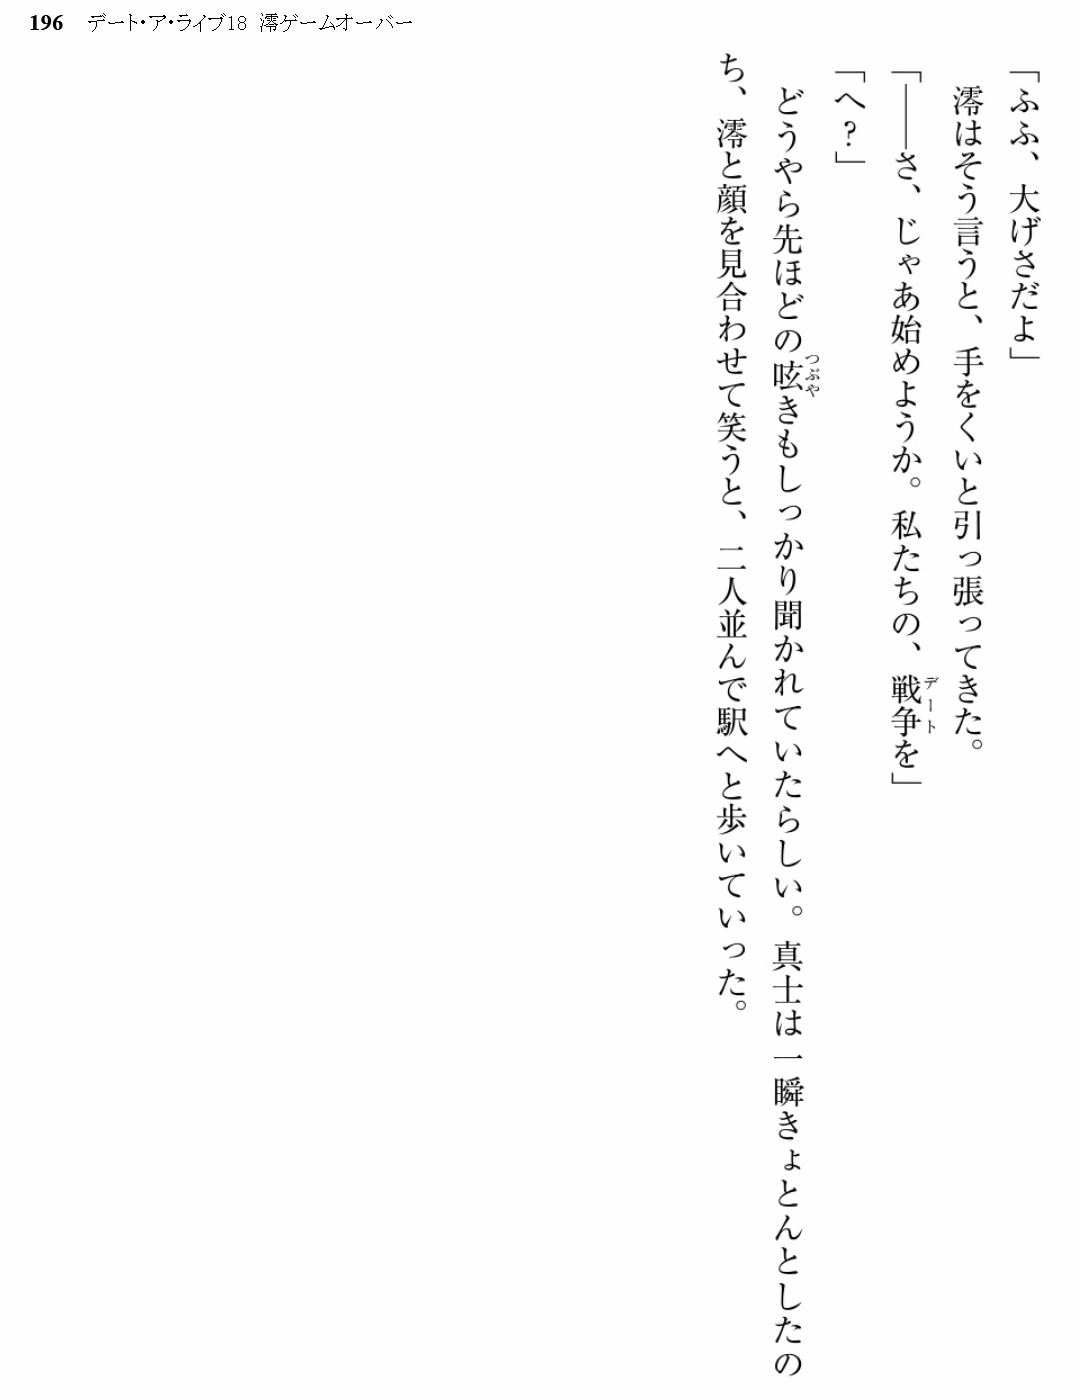 196 デート・ア・ライブ18 澪ゲームオーバー
「ふふ、大げさだよ」
澪はそう言うと、手をくいと引っ張ってきた。
「――さ、じゃあ始めようか。私たちの、戦争を」
デート
「へ？」
どうやら先ほどの呟きもしっかり聞かれていたらしい。真士は一瞬きょとんとしたの
つぶや
ち、澪と顔を見合わせて笑うと、二人並んで駅へと歩いていった。